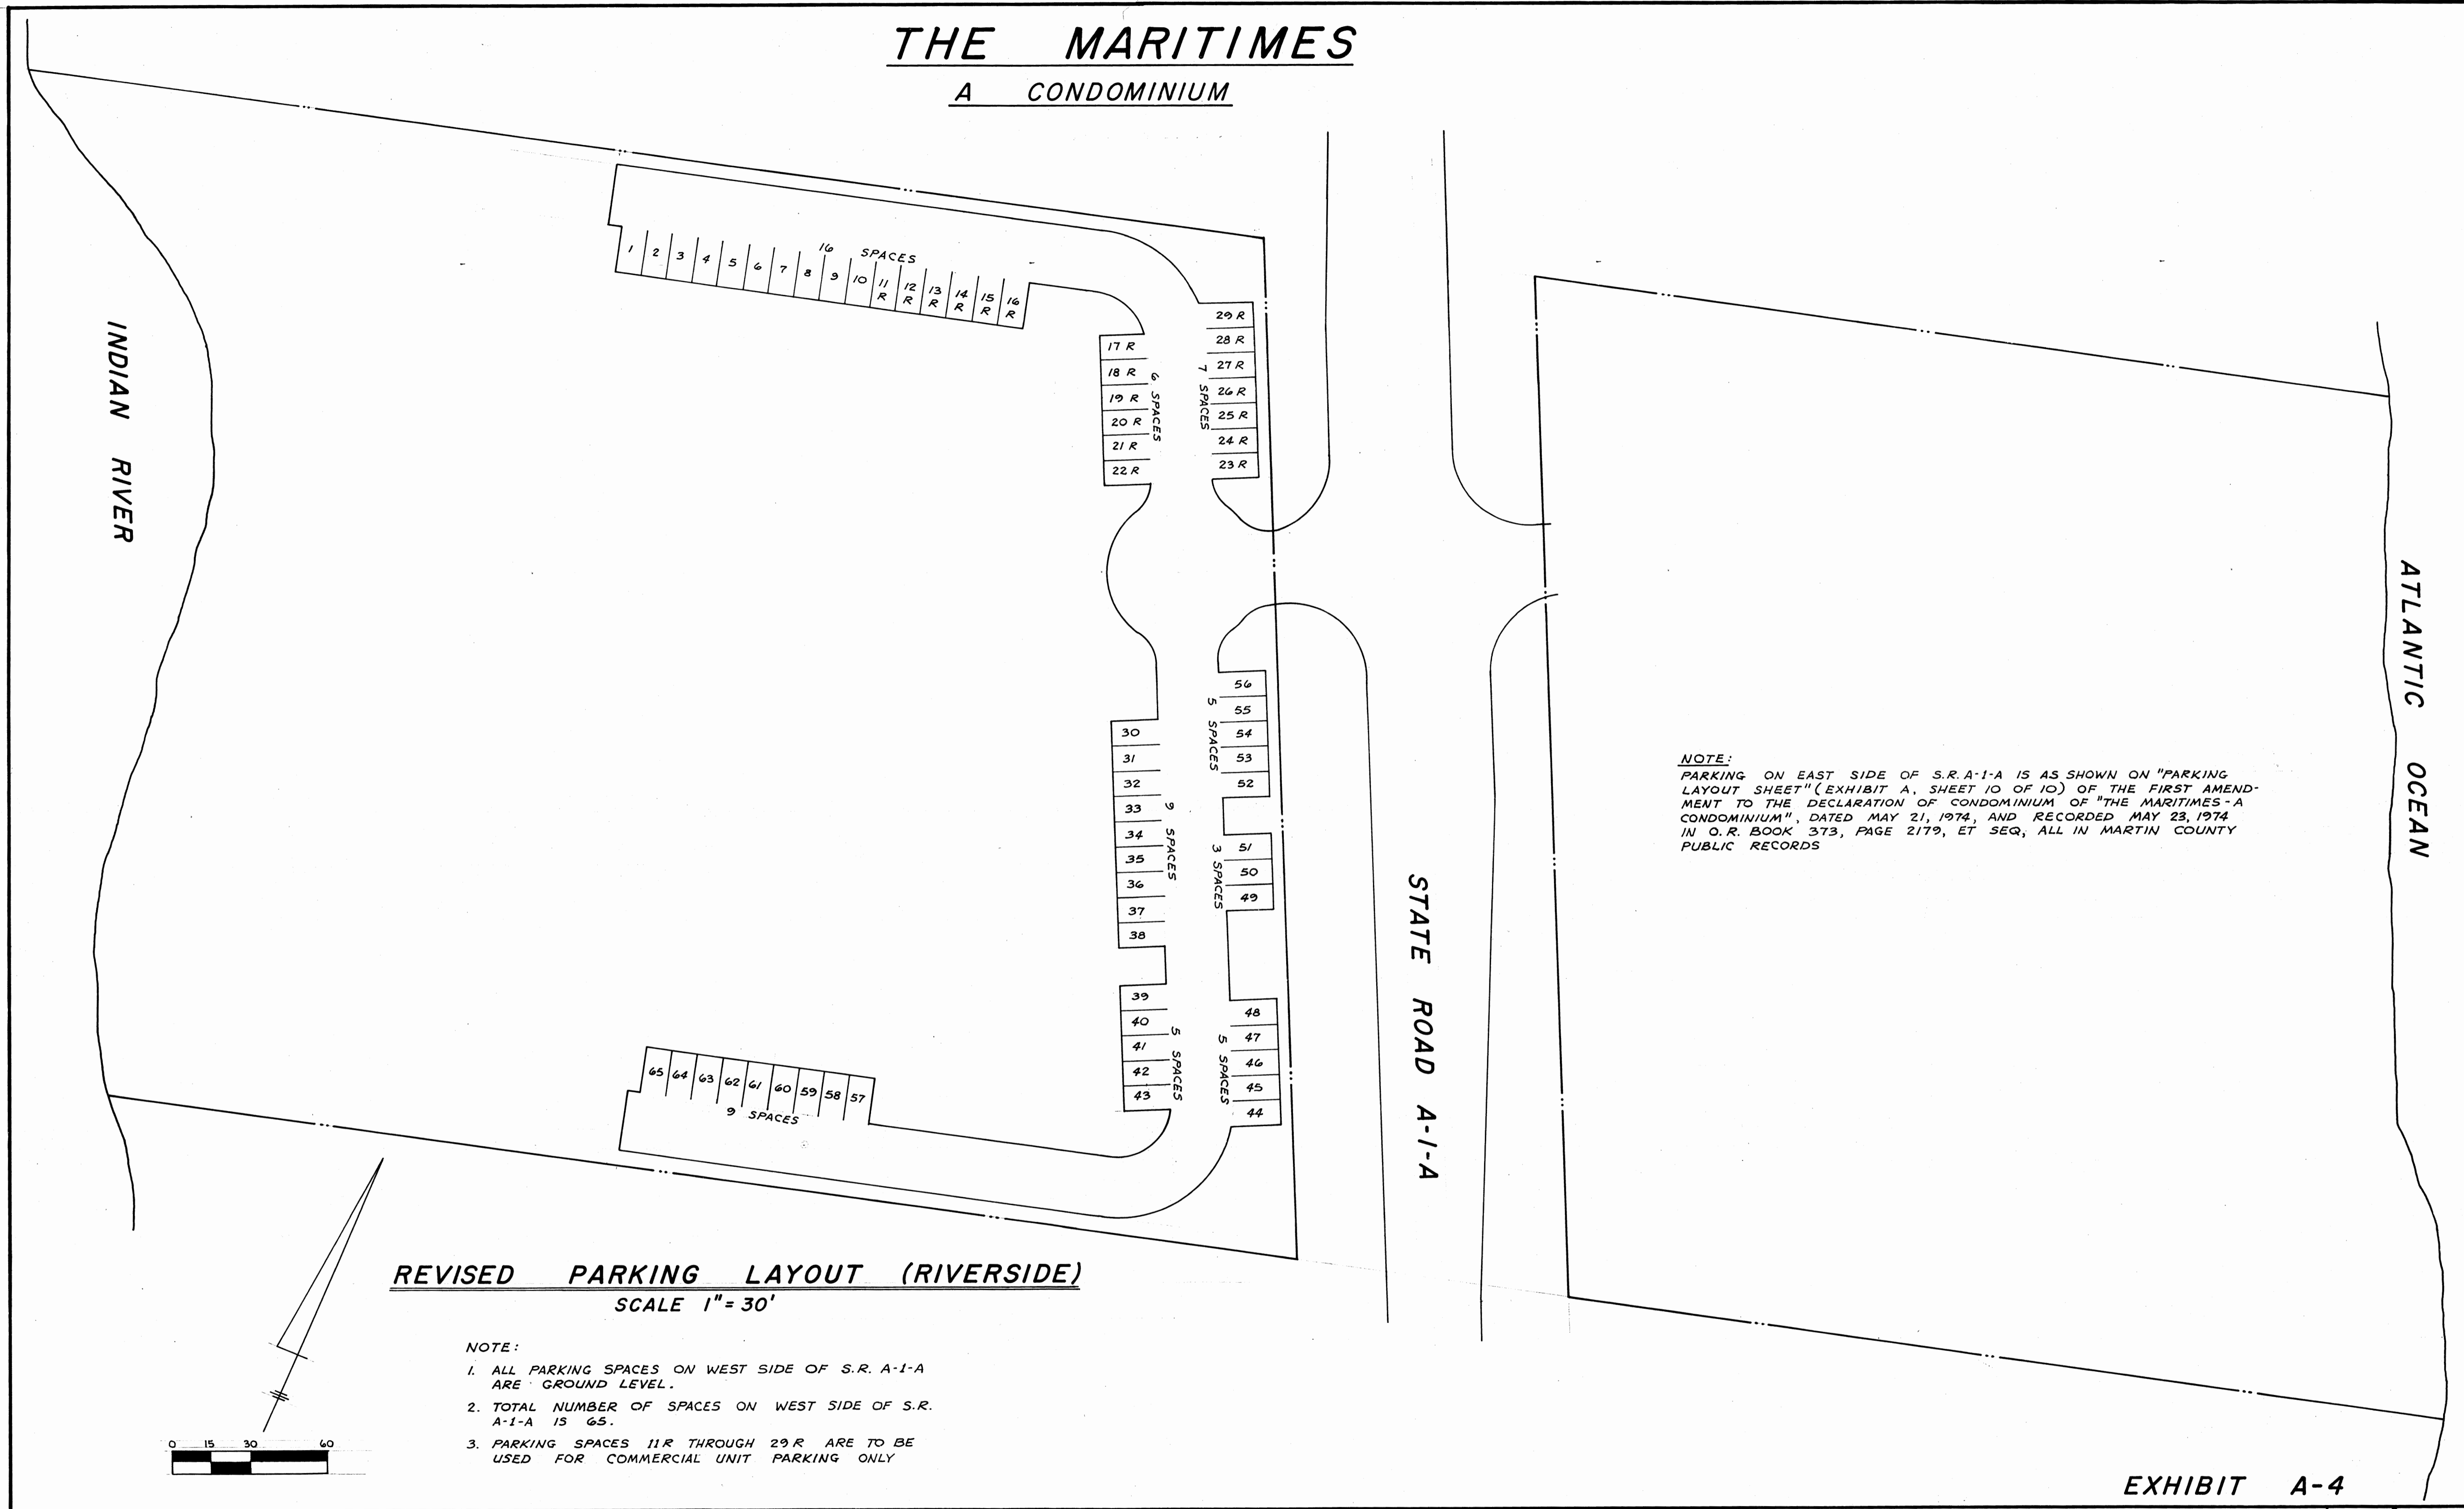 THE MARITIMES
A CONDOMINIUM
INDIAN RIVER
16 SPACES
1
2
3
4
5
6
7
8
9
10
11 R
12 R
13 R
14 R
15 R
16 R
17 R
18 R
19 R
20 R
21 R
22 R
6 SPACES
7 SPACES
29 R
28 R
27 R
26 R
25 R
24 R
23 R
30
31
32
33
34
35
36
37
38
9 SPACES
5 SPACES
56
55
54
53
52
3 SPACES
51
50
49
39
40
41
42
43
5 SPACES
5 SPACES
48
47
46
45
44
65
64
63
62
61
60
59
58
57
9 SPACES
STATE ROAD A-1-A
NOTE:
PARKING ON EAST SIDE OF S.R. A-1-A IS AS SHOWN ON "PARKING
LAYOUT SHEET" (EXHIBIT A, SHEET 10 OF 10) OF THE FIRST AMEND-
MENT TO THE DECLARATION OF CONDOMINIUM OF "THE MARITIMES - A
CONDOMINIUM", DATED MAY 21, 1974, AND RECORDED MAY 23, 1974
IN O.R. BOOK 373, PAGE 2179, ET SEQ, ALL IN MARTIN COUNTY
PUBLIC RECORDS
ATLANTIC OCEAN
REVISED PARKING LAYOUT (RIVERSIDE)
SCALE 1" = 30'
NOTE:
1. ALL PARKING SPACES ON WEST SIDE OF S.R. A-1-A
ARE GROUND LEVEL.
2. TOTAL NUMBER OF SPACES ON WEST SIDE OF S.R.
A-1-A IS 65.
3. PARKING SPACES 11R THROUGH 29R ARE TO BE
USED FOR COMMERCIAL UNIT PARKING ONLY
0 15 30 60
EXHIBIT A-4